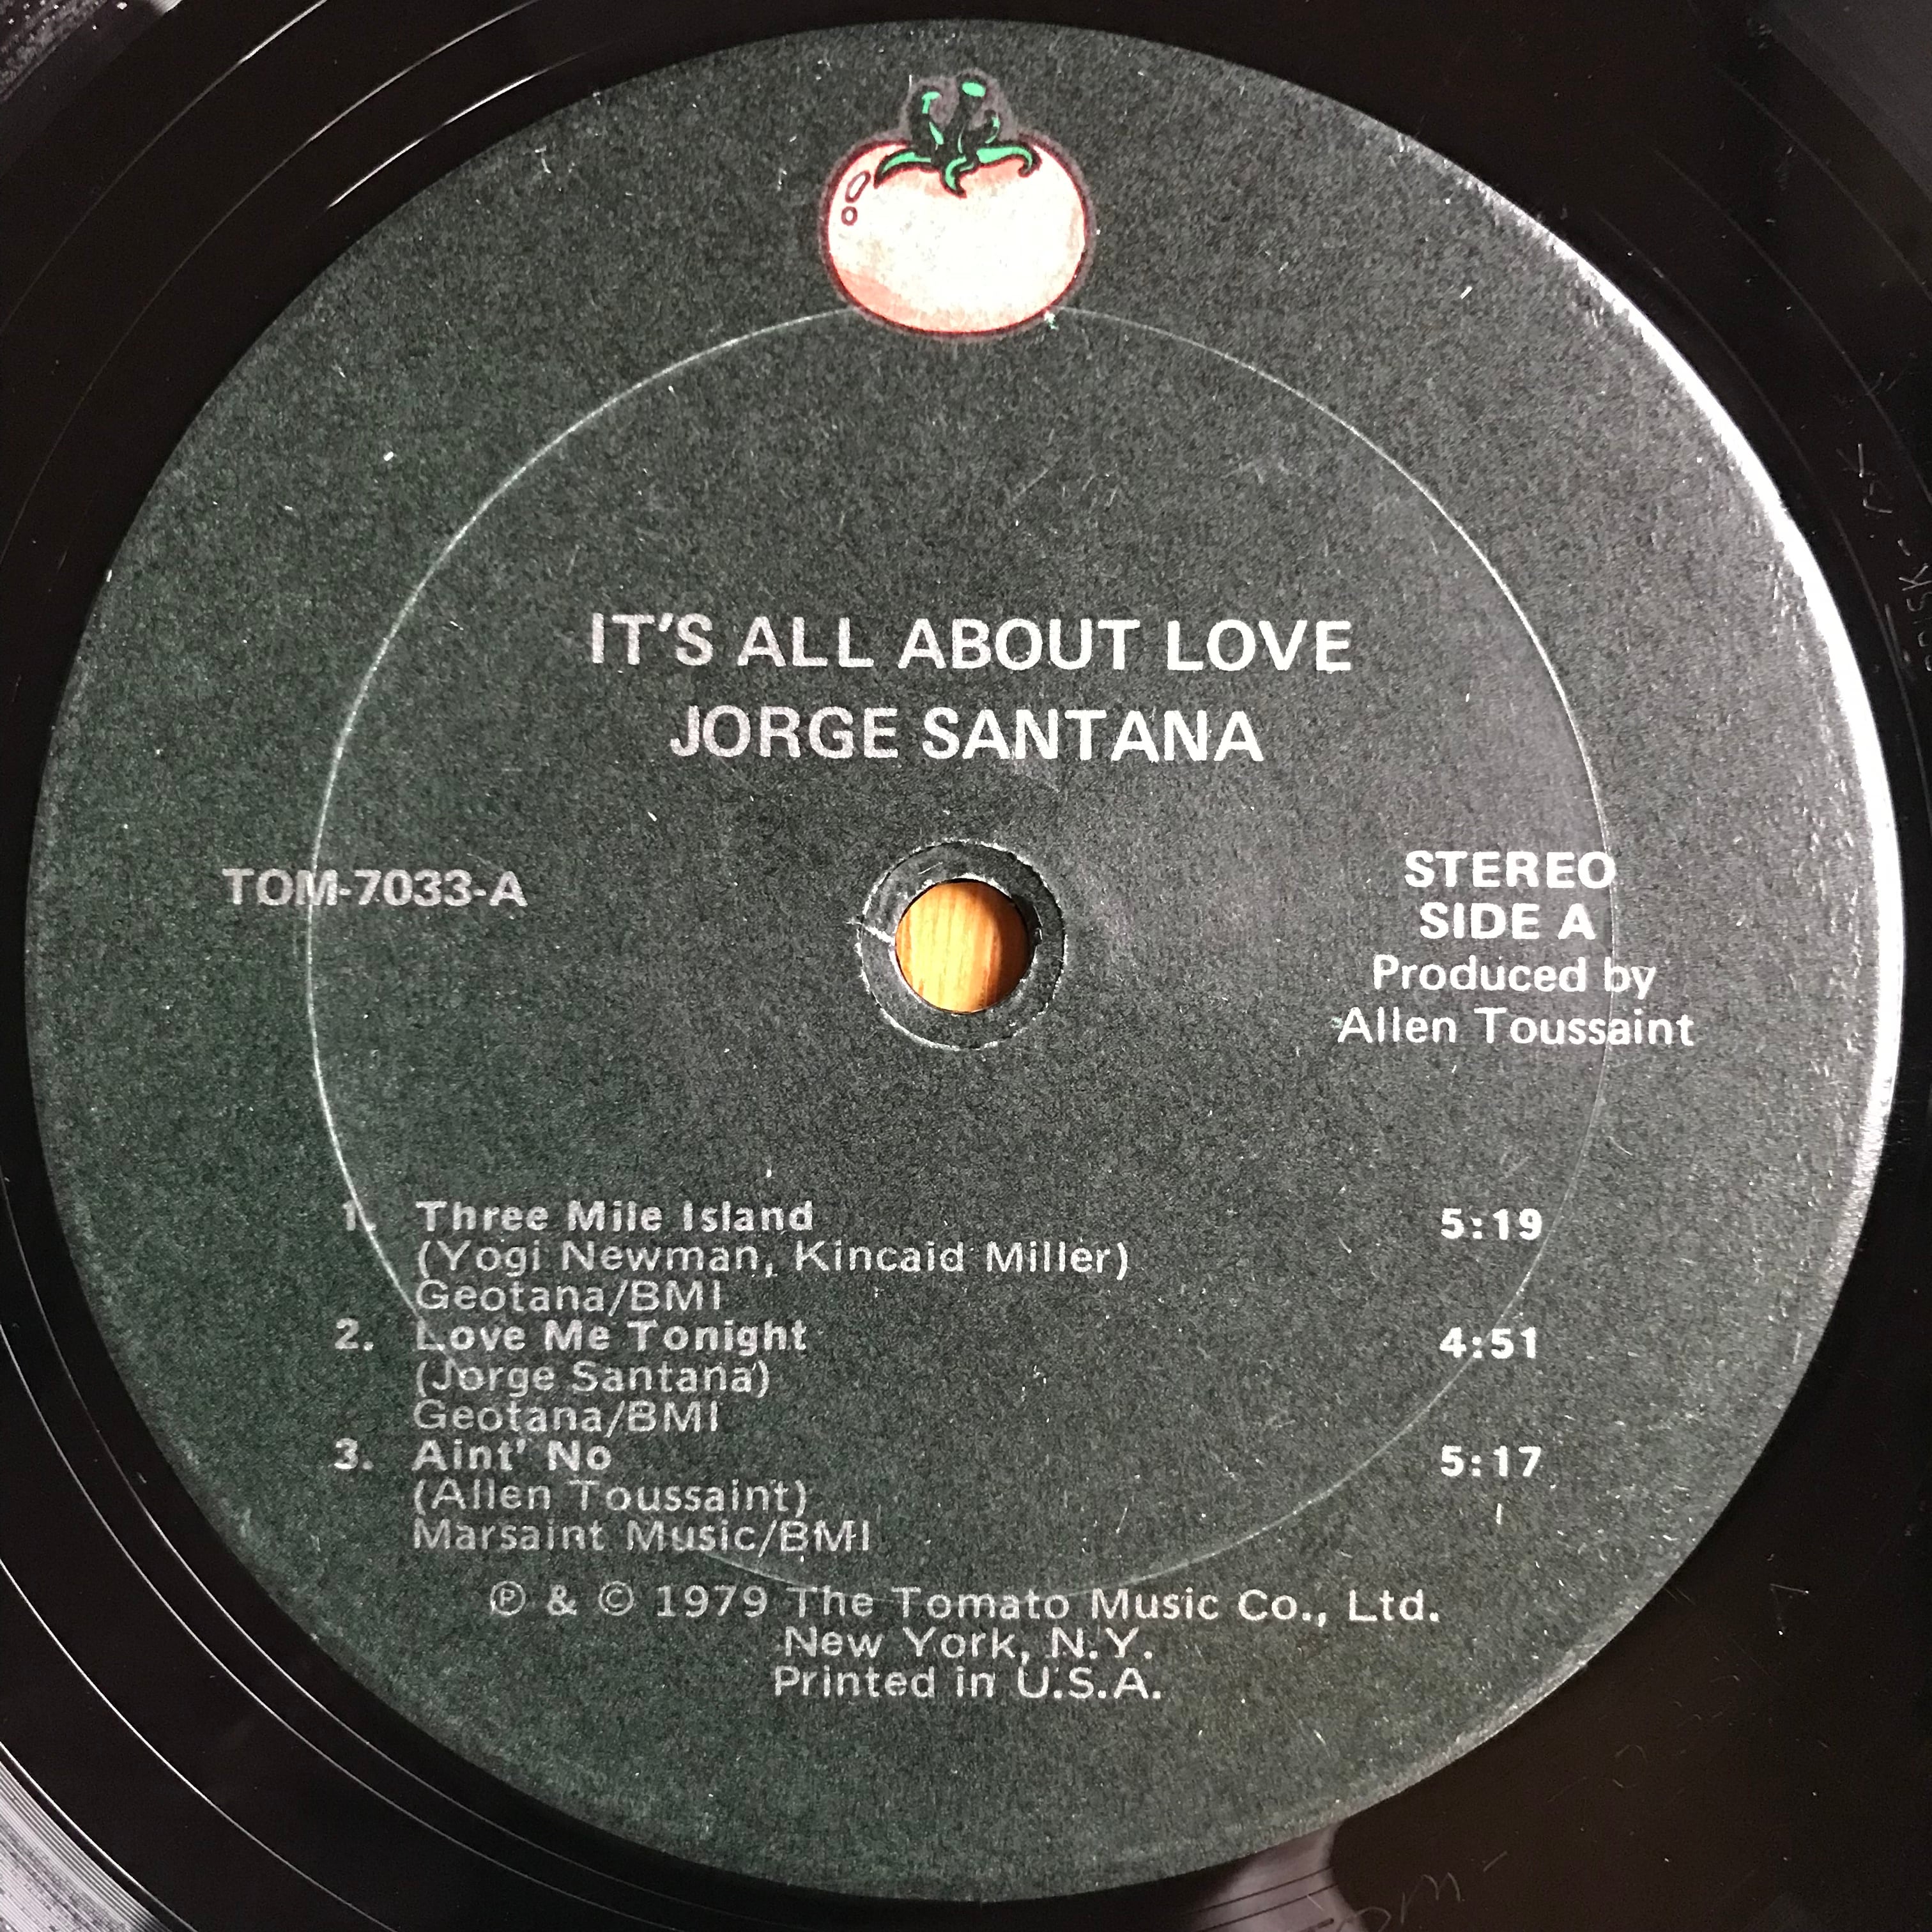 IT'S ALL ABOUT LOVE
JORGE SANTANA
TOM-7033-A
STEREO
SIDE A
Produced by
Allen Toussaint
1. Three Mile Island 5:19
(Yogi Newman, Kincaid Miller)
Geotana/BMI
2. Love Me Tonight 4:51
(Jorge Santana)
Geotana/BMI
3. Aint' No 5:17
(Allen Toussaint)
Marsaint Music/BMI
℗ & © 1979 The Tomato Music Co., Ltd.
New York, N.Y.
Printed in U.S.A.